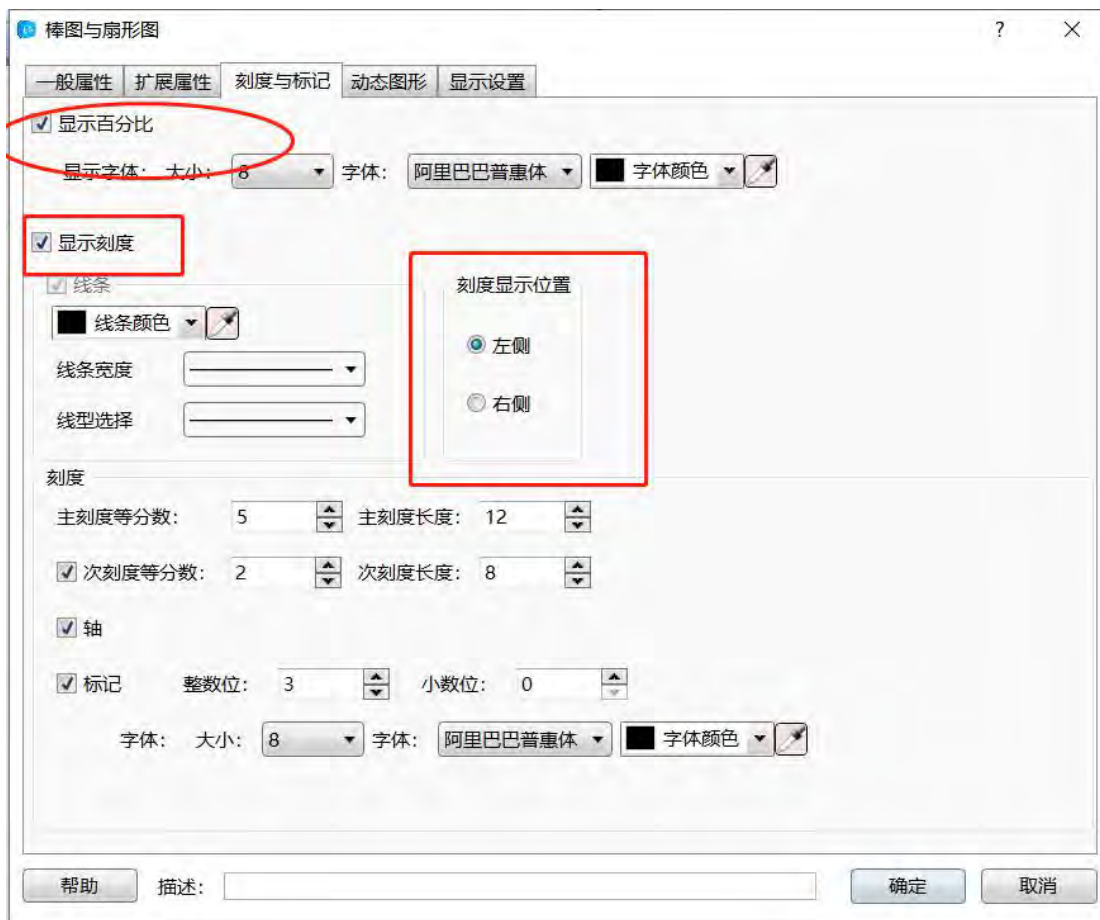 棒图与扇形图 ?
一般属性 扩展属性 刻度与标记 动态图形 显示设置
显示百分比
显示字体： 大小： 8 字体： 阿里巴巴普惠体 字体颜色
显示刻度
线条 刻度显示位置
线条颜色
左侧
线条宽度
右侧
线型选择
刻度
主刻度等分数： 5 主刻度长度： 12
次刻度等分数： 2 次刻度长度： 8
轴
标记 整数位： 3 小数位： 0
字体： 大小： 8 字体： 阿里巴巴普惠体 字体颜色
帮助 描述： 确定 取消